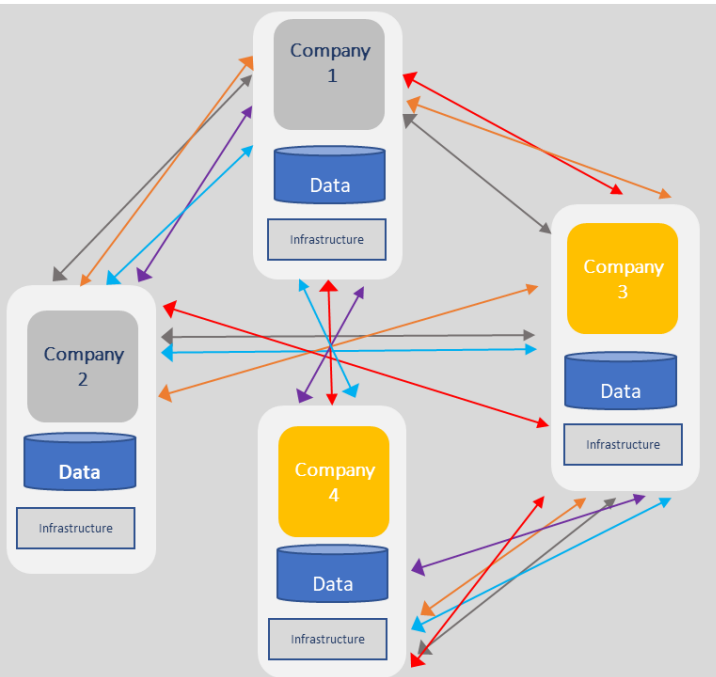 Company
1
Data
Infrastructure
Company
3
Data
Infrastructure
Company
2
Data
Infrastructure
Company
4
Data
Infrastructure